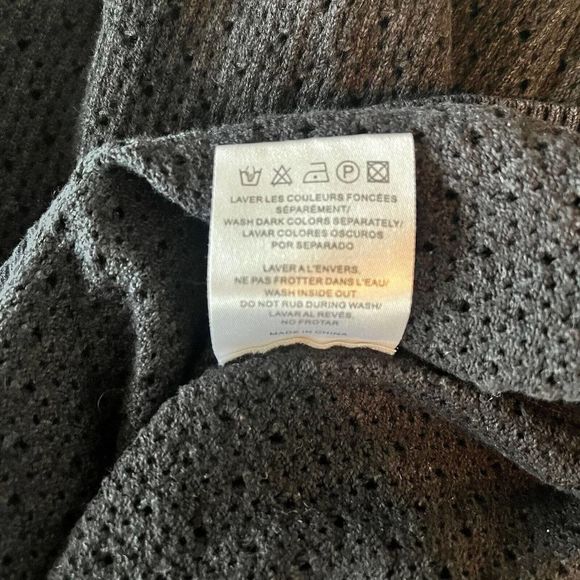 P
LAVER LES COULEURS FONCÉES
SÉPARÉMENT/
WASH DARK COLORS SEPARATELY/
LAVAR COLORES OSCUROS
POR SEPARADO
LAVER A L'ENVERS,
NE PAS FROTTER DANS L'EAU/
WASH INSIDE OUT
DO NOT RUB DURING WASH/
LAVAR AL REVÉS,
NO FROTAR
MADE IN CHINA